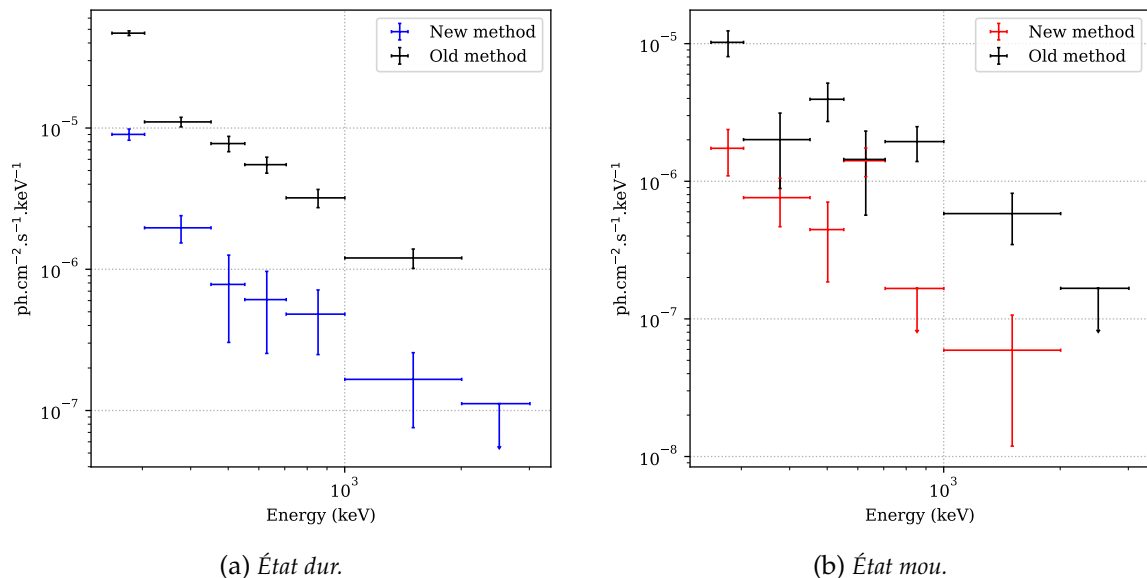 New method
Old method
10⁻⁵
10⁻⁶
10⁻⁷
ph.cm⁻².s⁻¹.keV⁻¹
10³
Energy (keV)
(a) État dur.
New method
Old method
10⁻⁵
10⁻⁶
10⁻⁷
10⁻⁸
ph.cm⁻².s⁻¹.keV⁻¹
10³
Energy (keV)
(b) État mou.